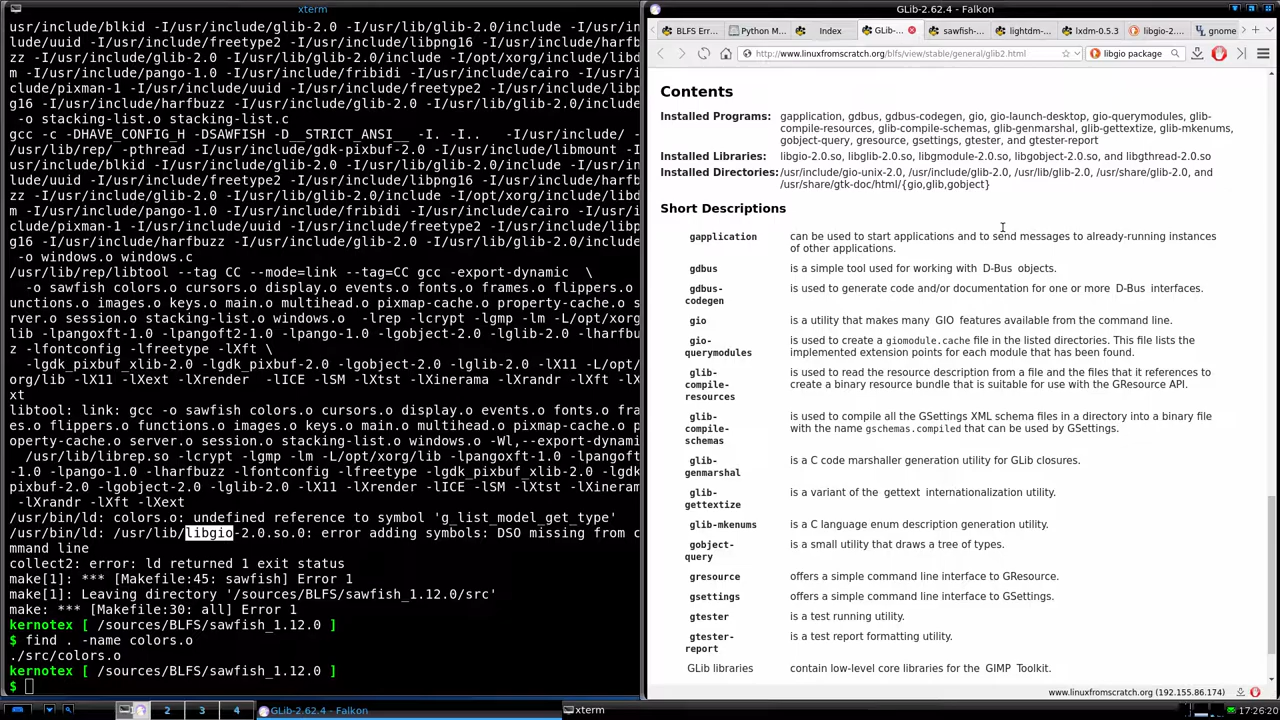 xterm
usr/include/blkid -I/usr/include/glib-2.0 -I/usr/lib/glib-2.0/include -I/usr/inc
lude/uuid -I/usr/include/freetype2 -I/usr/include/libpng16 -I/usr/include/harfbu
zz -I/usr/include/glib-2.0 -I/usr/lib/glib-2.0/include -I/opt/xorg/include/libdr
m -I/usr/include/pango-1.0 -I/usr/include/fribidi -I/usr/include/cairo -I/usr/in
clude/pixman-1 -I/usr/include/uuid -I/usr/include/freetype2 -I/usr/include/libpn
g16 -I/usr/include/harfbuzz -I/usr/include/glib-2.0 -I/usr/lib/glib-2.0/include
-o stacking-list.o stacking-list.c
gcc -c -DHAVE_CONFIG_H -DSAWFISH -D__STRICT_ANSI__ -I. -I.. -I/usr/include/ -I
/usr/lib/rep/ -pthread -I/usr/include/gdk-pixbuf-2.0 -I/usr/include/libmount -I/
usr/include/blkid -I/usr/include/glib-2.0 -I/usr/lib/glib-2.0/include -I/usr/inc
lude/uuid -I/usr/include/freetype2 -I/usr/include/libpng16 -I/usr/include/harfbu
zz -I/usr/include/glib-2.0 -I/usr/lib/glib-2.0/include -I/opt/xorg/include/libdr
m -I/usr/include/pango-1.0 -I/usr/include/fribidi -I/usr/include/cairo -I/usr/in
clude/pixman-1 -I/usr/include/uuid -I/usr/include/freetype2 -I/usr/include/libpn
g16 -I/usr/include/harfbuzz -I/usr/include/glib-2.0 -I/usr/lib/glib-2.0/include
-o windows.o windows.c
/usr/lib/rep/libtool --tag CC --mode=link --tag=CC gcc -export-dynamic \
-o sawfish colors.o cursors.o display.o events.o fonts.o frames.o flippers.o
unctions.o images.o keys.o main.o multihead.o pixmap-cache.o property-cache.o
rver.o session.o stacking-list.o windows.o -lrep -lcrypt -lgmp -lm -L/opt/xorg
lib -lpangoxft-1.0 -lpangoft2-1.0 -lpango-1.0 -lgobject-2.0 -lglib-2.0 -lharfbu
z -lfontconfig -lfreetype -lXft \
-lgdk_pixbuf_xlib-2.0 -lgdk_pixbuf-2.0 -lgobject-2.0 -lglib-2.0 -lX11 -L/opt/
org/lib -lX11 -lXext -lXrender -lICE -lSM -lXtst -lXinerama -lXrandr -lXft -lX
xt
libtool: link: gcc -o sawfish colors.o cursors.o display.o events.o fonts.o fra
es.o flippers.o functions.o images.o keys.o main.o multihead.o pixmap-cache.o
operty-cache.o server.o session.o stacking-list.o windows.o -Wl,--export-dynami
/usr/lib/librep.so -lcrypt -lgmp -lm -L/opt/xorg/lib -lpangoxft-1.0 -lpangoft
-1.0 -lpango-1.0 -lharfbuzz -lfontconfig -lfreetype -lgdk_pixbuf_xlib-2.0 -lgdk
pixbuf-2.0 -lgobject-2.0 -lglib-2.0 -lX11 -lXrender -lICE -lSM -lXtst -lXineram
-lXrandr -lXft -lXext
/usr/bin/ld: colors.o: undefined reference to symbol 'g_list_model_get_type'
/usr/bin/ld: /usr/lib/libgio-2.0.so.0: error adding symbols: DSO missing from c
mmand line
collect2: error: ld returned 1 exit status
make[1]: *** [Makefile:45: sawfish] Error 1
make[1]: Leaving directory '/sources/BLFS/sawfish_1.12.0/src'
make: *** [Makefile:30: all] Error 1
kernotex [ /sources/BLFS/sawfish_1.12.0 ]
$ find . -name colors.o
./src/colors.o
kernotex [ /sources/BLFS/sawfish_1.12.0 ]
$
GLib-2.62.4 - Falkon
BLFS Err... Python M... Index GLib-... sawfish-... lightdm-... lxdm-0.5.3 libgio-2.... gnome
http://www.linuxfromscratch.org/blfs/view/stable/general/glib2.html libgio package
Contents
Installed Programs: gapplication, gdbus, gdbus-codegen, gio, gio-launch-desktop, gio-querymodules, glib-
compile-resources, glib-compile-schemas, glib-genmarshal, glib-gettextize, glib-mkenums,
gobject-query, gresource, gsettings, gtester, and gtester-report
Installed Libraries: libgio-2.0.so, libglib-2.0.so, libgmodule-2.0.so, libgobject-2.0.so, and libgthread-2.0.so
Installed Directories: /usr/include/gio-unix-2.0, /usr/include/glib-2.0, /usr/lib/glib-2.0, /usr/share/glib-2.0, and
/usr/share/gtk-doc/html/{gio,glib,gobject}
Short Descriptions
gapplication can be used to start applications and to send messages to already-running instances
of other applications.
gdbus is a simple tool used for working with D-Bus objects.
gdbus- is used to generate code and/or documentation for one or more D-Bus interfaces.
codegen
gio is a utility that makes many GIO features available from the command line.
gio- is used to create a giomodule.cache file in the listed directories. This file lists the
querymodules implemented extension points for each module that has been found.
glib- is used to read the resource description from a file and the files that it references to
compile- create a binary resource bundle that is suitable for use with the GResource API.
resources
glib- is used to compile all the GSettings XML schema files in a directory into a binary file
compile- with the name gschemas.compiled that can be used by GSettings.
schemas
glib- is a C code marshaller generation utility for GLib closures.
genmarshal
glib- is a variant of the gettext internationalization utility.
gettextize
glib-mkenums is a C language enum description generation utility.
gobject- is a small utility that draws a tree of types.
query
gresource offers a simple command line interface to GResource.
gsettings offers a simple command line interface to GSettings.
gtester is a test running utility.
gtester- is a test report formatting utility.
report
GLib libraries contain low-level core libraries for the GIMP Toolkit.
www.linuxfromscratch.org (192.155.86.174)
2 3 4 GLib-2.62.4 - Falkon xterm 17:26:20